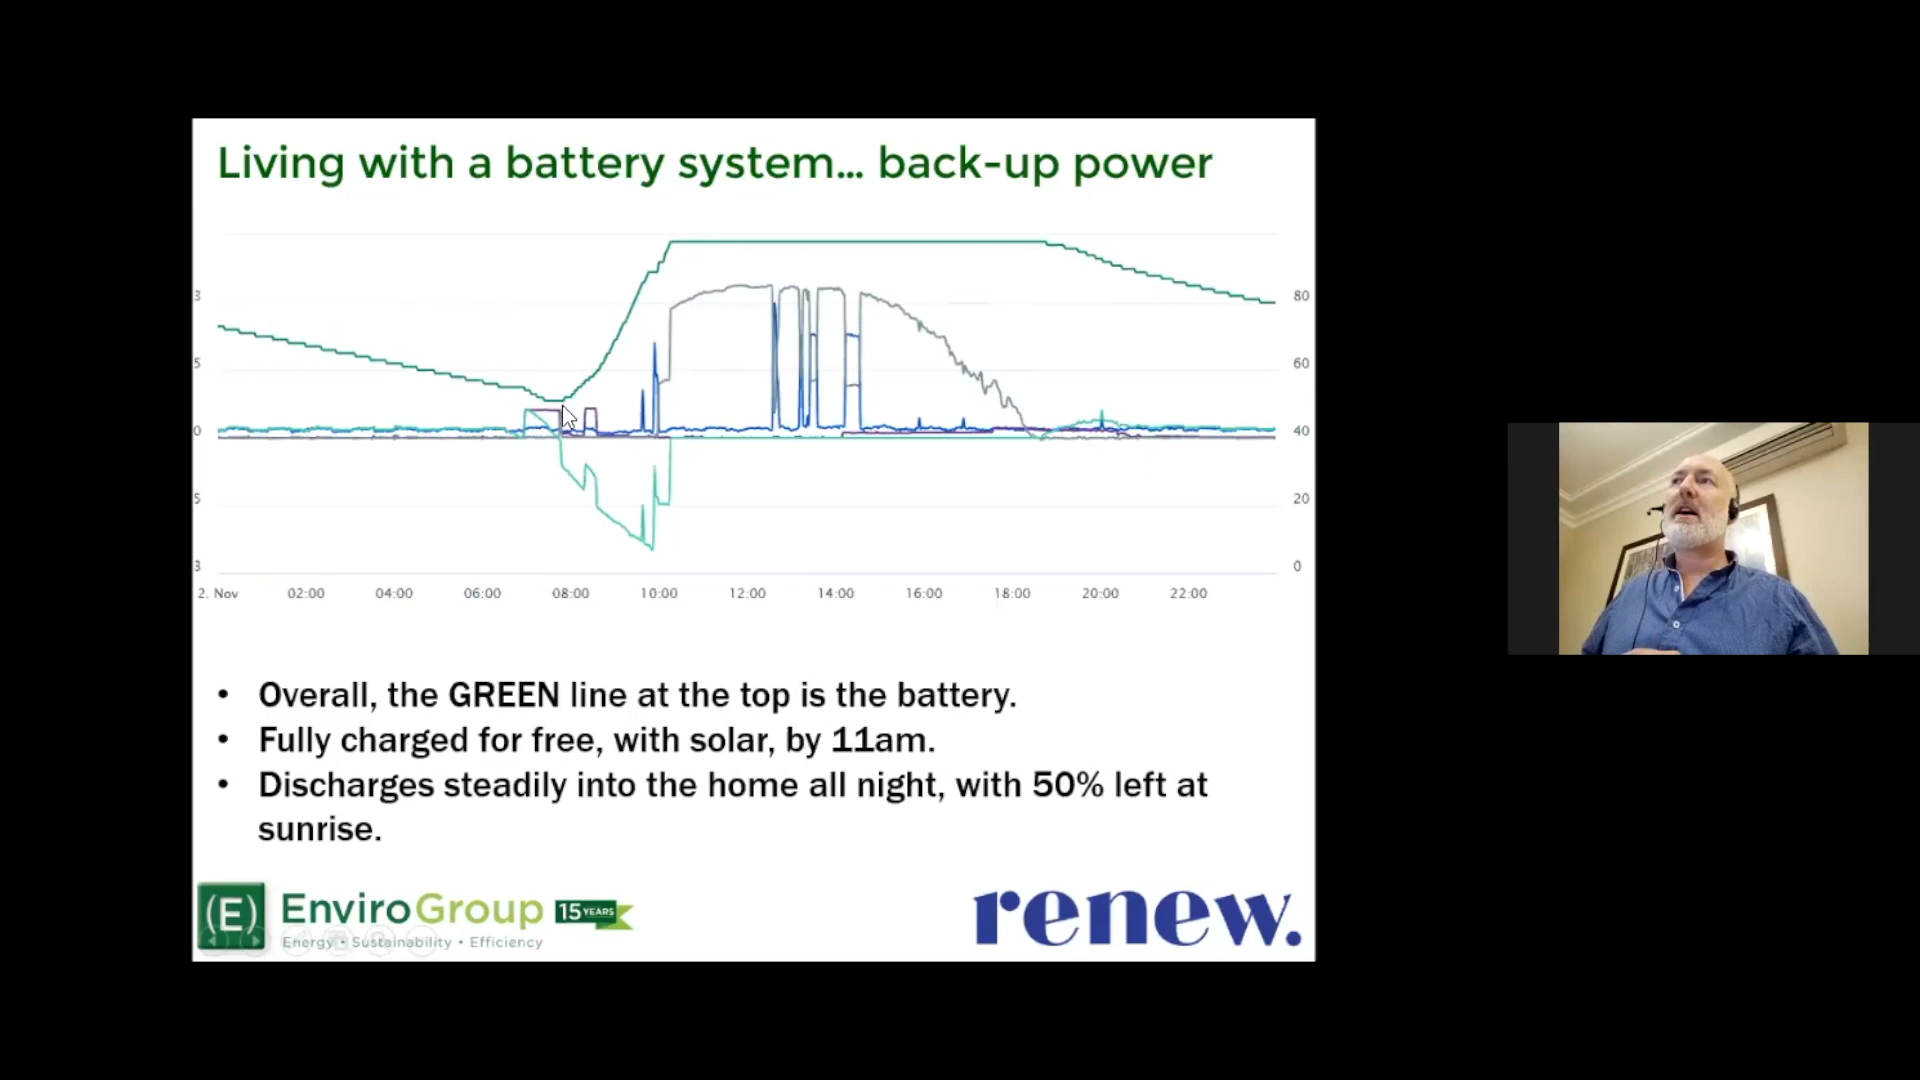 Living with a battery system... back-up power
3
5
0
5
3
80
60
40
20
0
2. Nov 02:00 04:00 06:00 08:00 10:00 12:00 14:00 16:00 18:00 20:00 22:00
• Overall, the GREEN line at the top is the battery.
• Fully charged for free, with solar, by 11am.
• Discharges steadily into the home all night, with 50% left at
sunrise.
(E) EnviroGroup 15 YEARS
Energy • Sustainability • Efficiency
renew.